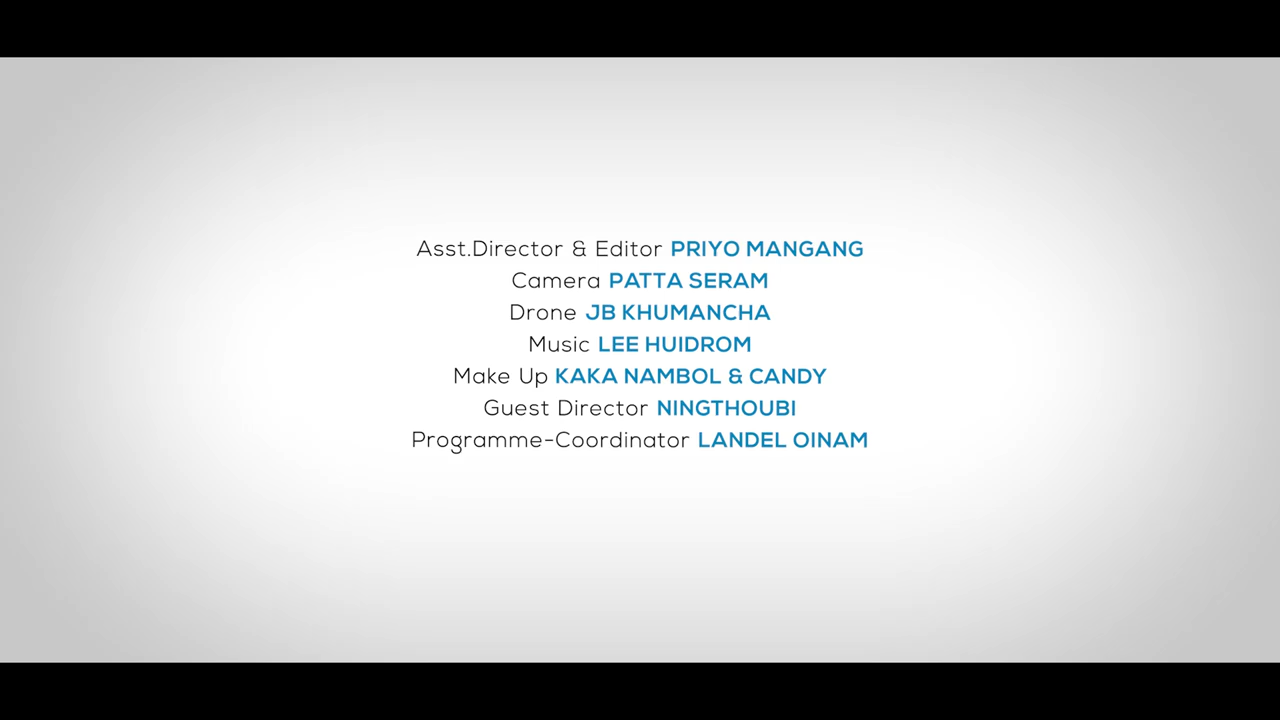 Asst.Director & Editor PRIYO MANGANG
Camera PATTA SERAM
Drone JB KHUMANCHA
Music LEE HUIDROM
Make Up KAKA NAMBOL & CANDY
Guest Director NINGTHOUBI
Programme-Coordinator LANDEL OINAM